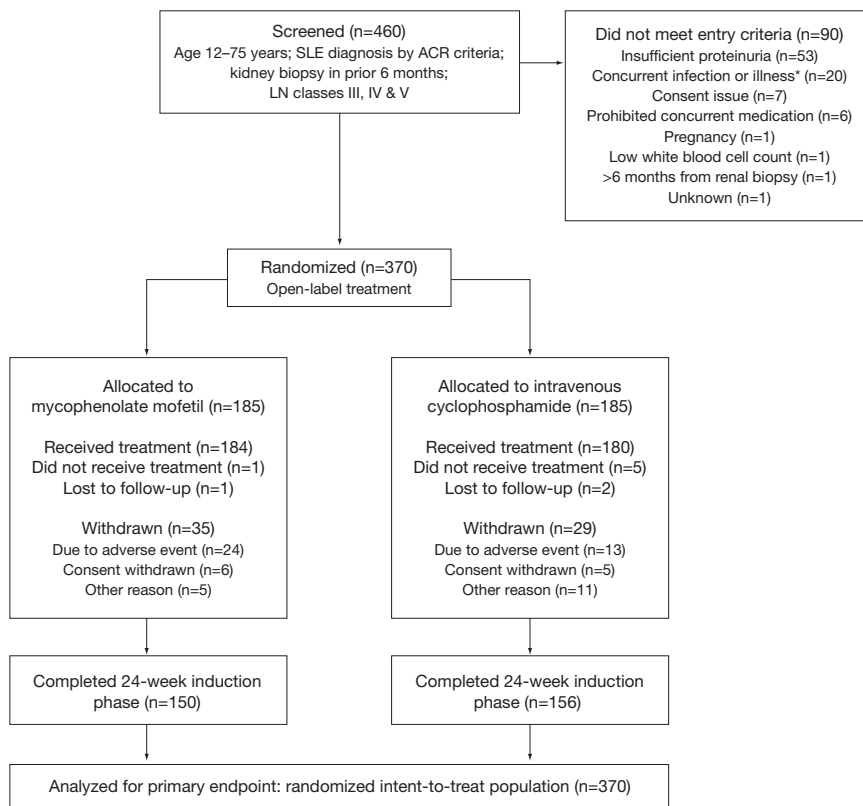 Screened (n=460)
Age 12–75 years; SLE diagnosis by ACR criteria;
kidney biopsy in prior 6 months;
LN classes III, IV & V
Did not meet entry criteria (n=90)
Insufficient proteinuria (n=53)
Concurrent infection or illness* (n=20)
Consent issue (n=7)
Prohibited concurrent medication (n=6)
Pregnancy (n=1)
Low white blood cell count (n=1)
>6 months from renal biopsy (n=1)
Unknown (n=1)
Randomized (n=370)
Open-label treatment
Allocated to
mycophenolate mofetil (n=185)
Received treatment (n=184)
Did not receive treatment (n=1)
Lost to follow-up (n=1)
Withdrawn (n=35)
Due to adverse event (n=24)
Consent withdrawn (n=6)
Other reason (n=5)
Allocated to intravenous
cyclophosphamide (n=185)
Received treatment (n=180)
Did not receive treatment (n=5)
Lost to follow-up (n=2)
Withdrawn (n=29)
Due to adverse event (n=13)
Consent withdrawn (n=5)
Other reason (n=11)
Completed 24-week induction
phase (n=150)
Completed 24-week induction
phase (n=156)
Analyzed for primary endpoint: randomized intent-to-treat population (n=370)